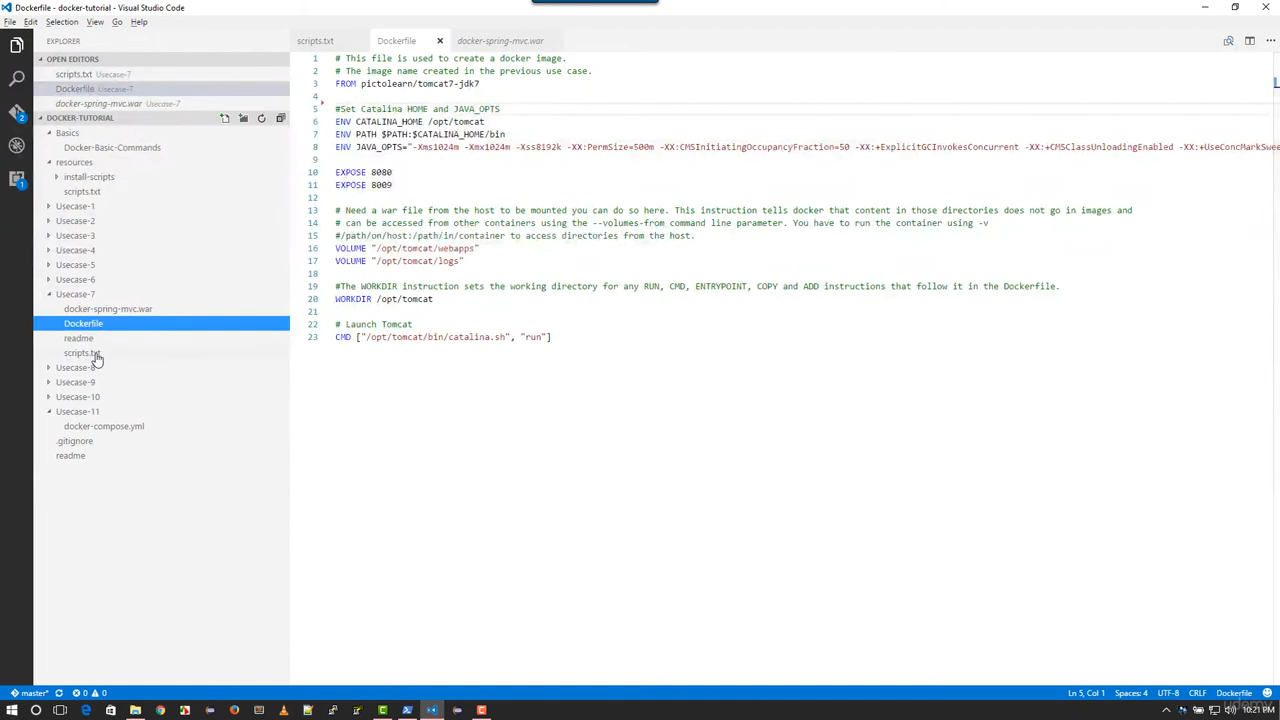 Dockerfile - docker-tutorial - Visual Studio Code
File Edit Selection View Go Help
EXPLORER
OPEN EDITORS
scripts.txt Usecase-7
Dockerfile Usecase-7
docker-spring-mvc.war Usecase-7
DOCKER-TUTORIAL
Basics
Docker-Basic-Commands
resources
install-scripts
scripts.txt
Usecase-1
Usecase-2
Usecase-3
Usecase-4
Usecase-5
Usecase-6
Usecase-7
docker-spring-mvc.war
Dockerfile
readme
scripts.txt
Usecase-8
Usecase-9
Usecase-10
Usecase-11
docker-compose.yml
.gitignore
readme
2
1
scripts.txt Dockerfile docker-spring-mvc.war
1 # This file is used to create a docker image.
2 # The image name created in the previous use case.
3 FROM pictolearn/tomcat7-jdk7
4
5 #Set Catalina HOME and JAVA_OPTS
6 ENV CATALINA_HOME /opt/tomcat
7 ENV PATH $PATH:$CATALINA_HOME/bin
8 ENV JAVA_OPTS="-Xms1024m -Xmx1024m -Xss8192k -XX:PermSize=500m -XX:CMSInitiatingOccupancyFraction=50 -XX:+ExplicitGCInvokesConcurrent -XX:+CMSClassUnloadingEnabled -XX:+UseConcMarkSwee
9
10 EXPOSE 8080
11 EXPOSE 8009
12
13 # Need a war file from the host to be mounted you can do so here. This instruction tells docker that content in those directories does not go in images and
14 # can be accessed from other containers using the --volumes-from command line parameter. You have to run the container using -v
15 #/path/on/host:/path/in/container to access directories from the host.
16 VOLUME "/opt/tomcat/webapps"
17 VOLUME "/opt/tomcat/logs"
18
19 #The WORKDIR instruction sets the working directory for any RUN, CMD, ENTRYPOINT, COPY and ADD instructions that follow it in the Dockerfile.
20 WORKDIR /opt/tomcat
21
22 # Launch Tomcat
23 CMD ["/opt/tomcat/bin/catalina.sh", "run"]
master* 0 0 Ln 5, Col 1 Spaces: 4 UTF-8 CRLF Dockerfile
udemy
10:21 PM